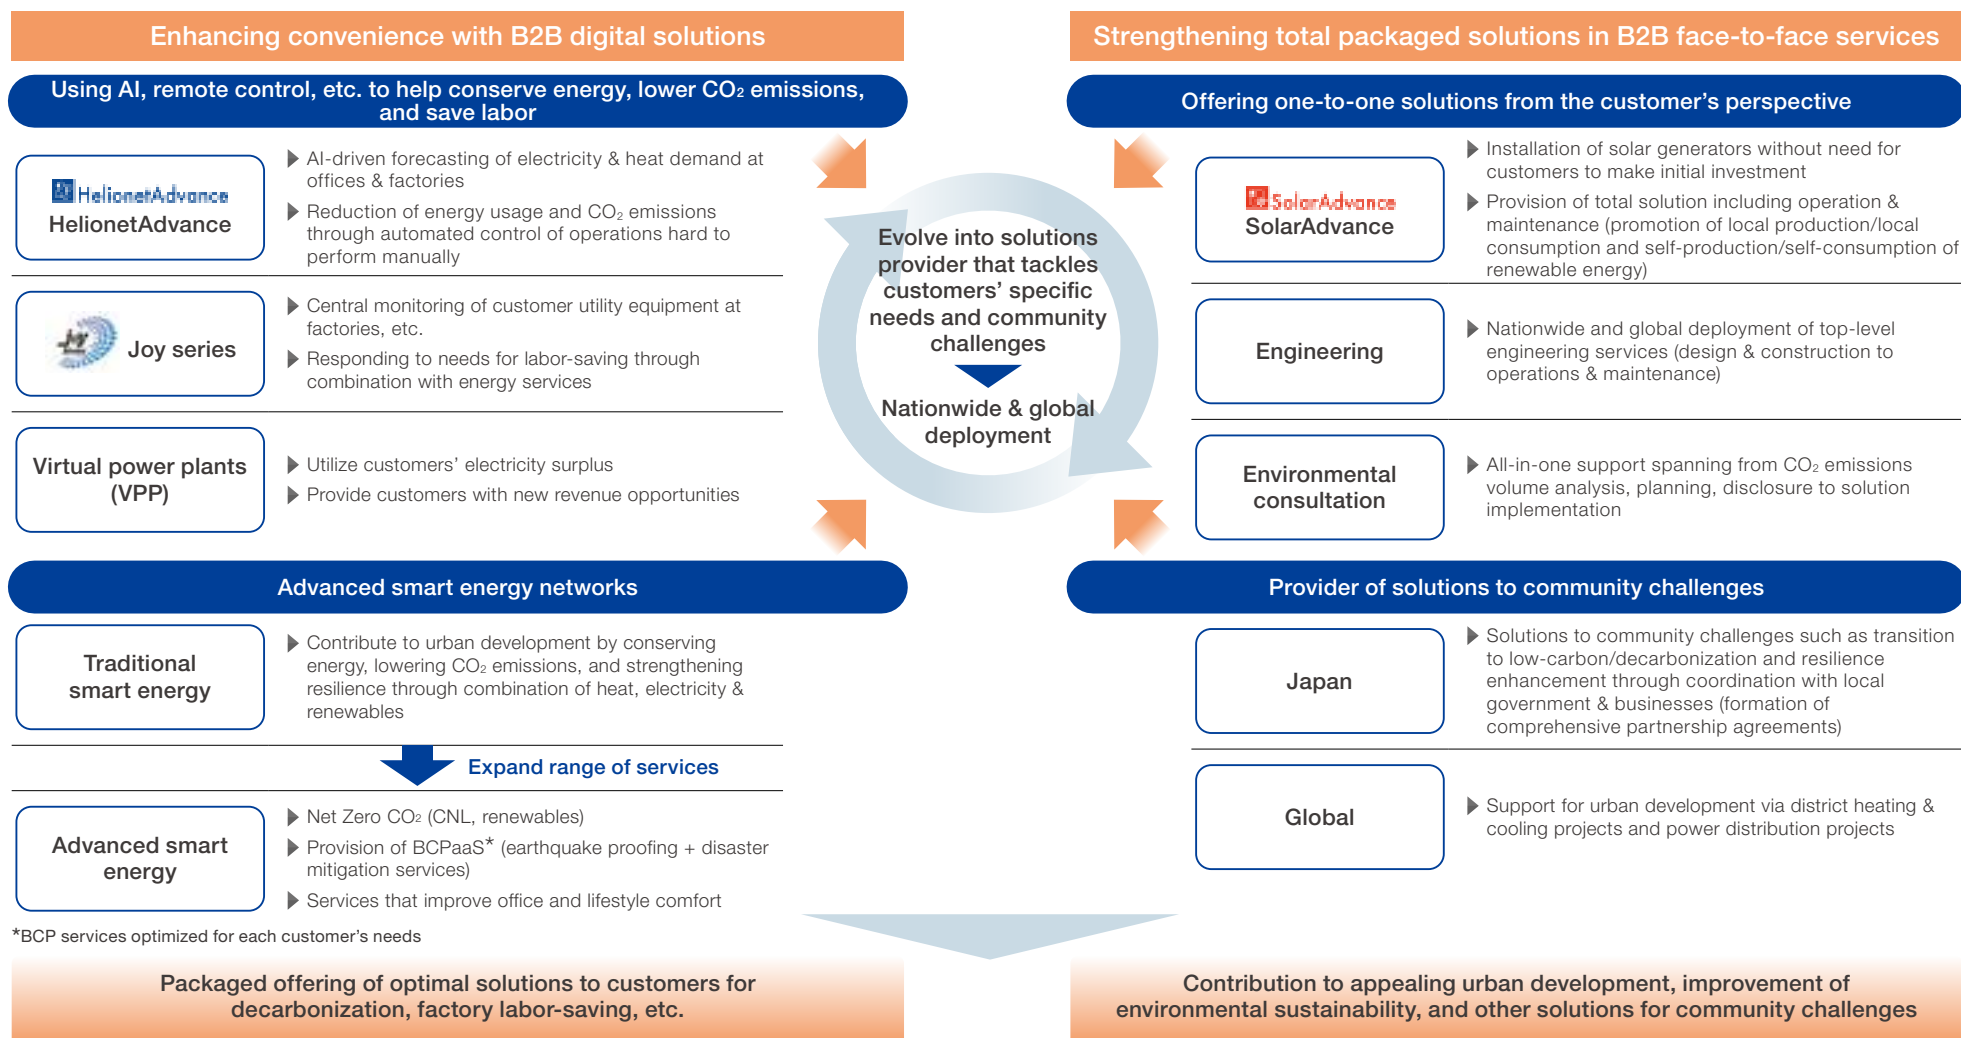 Enhancing convenience with B2B digital solutions
Using AI, remote control, etc. to help conserve energy, lower CO₂ emissions,
and save labor
HelionetAdvance
HelionetAdvance
AI-driven forecasting of electricity & heat demand at
offices & factories
Reduction of energy usage and CO₂ emissions
through automated control of operations hard to
perform manually
Joy
Joy series
Central monitoring of customer utility equipment at
factories, etc.
Responding to needs for labor-saving through
combination with energy services
Virtual power plants
(VPP)
Utilize customers’ electricity surplus
Provide customers with new revenue opportunities
Advanced smart energy networks
Traditional
smart energy
Contribute to urban development by conserving
energy, lowering CO₂ emissions, and strengthening
resilience through combination of heat, electricity &
renewables
Expand range of services
Advanced smart
energy
Net Zero CO₂ (CNL, renewables)
Provision of BCPaaS* (earthquake proofing + disaster
mitigation services)
Services that improve office and lifestyle comfort
*BCP services optimized for each customer’s needs
Packaged offering of optimal solutions to customers for
decarbonization, factory labor-saving, etc.
Evolve into solutions
provider that tackles
customers’ specific
needs and community
challenges
Nationwide & global
deployment
Strengthening total packaged solutions in B2B face-to-face services
Offering one-to-one solutions from the customer’s perspective
SolarAdvance
SolarAdvance
Installation of solar generators without need for
customers to make initial investment
Provision of total solution including operation &
maintenance (promotion of local production/local
consumption and self-production/self-consumption of
renewable energy)
Engineering
Nationwide and global deployment of top-level
engineering services (design & construction to
operations & maintenance)
Environmental
consultation
All-in-one support spanning from CO₂ emissions
volume analysis, planning, disclosure to solution
implementation
Provider of solutions to community challenges
Japan
Solutions to community challenges such as transition
to low-carbon/decarbonization and resilience
enhancement through coordination with local
government & businesses (formation of
comprehensive partnership agreements)
Global
Support for urban development via district heating &
cooling projects and power distribution projects
Contribution to appealing urban development, improvement of
environmental sustainability, and other solutions for community challenges